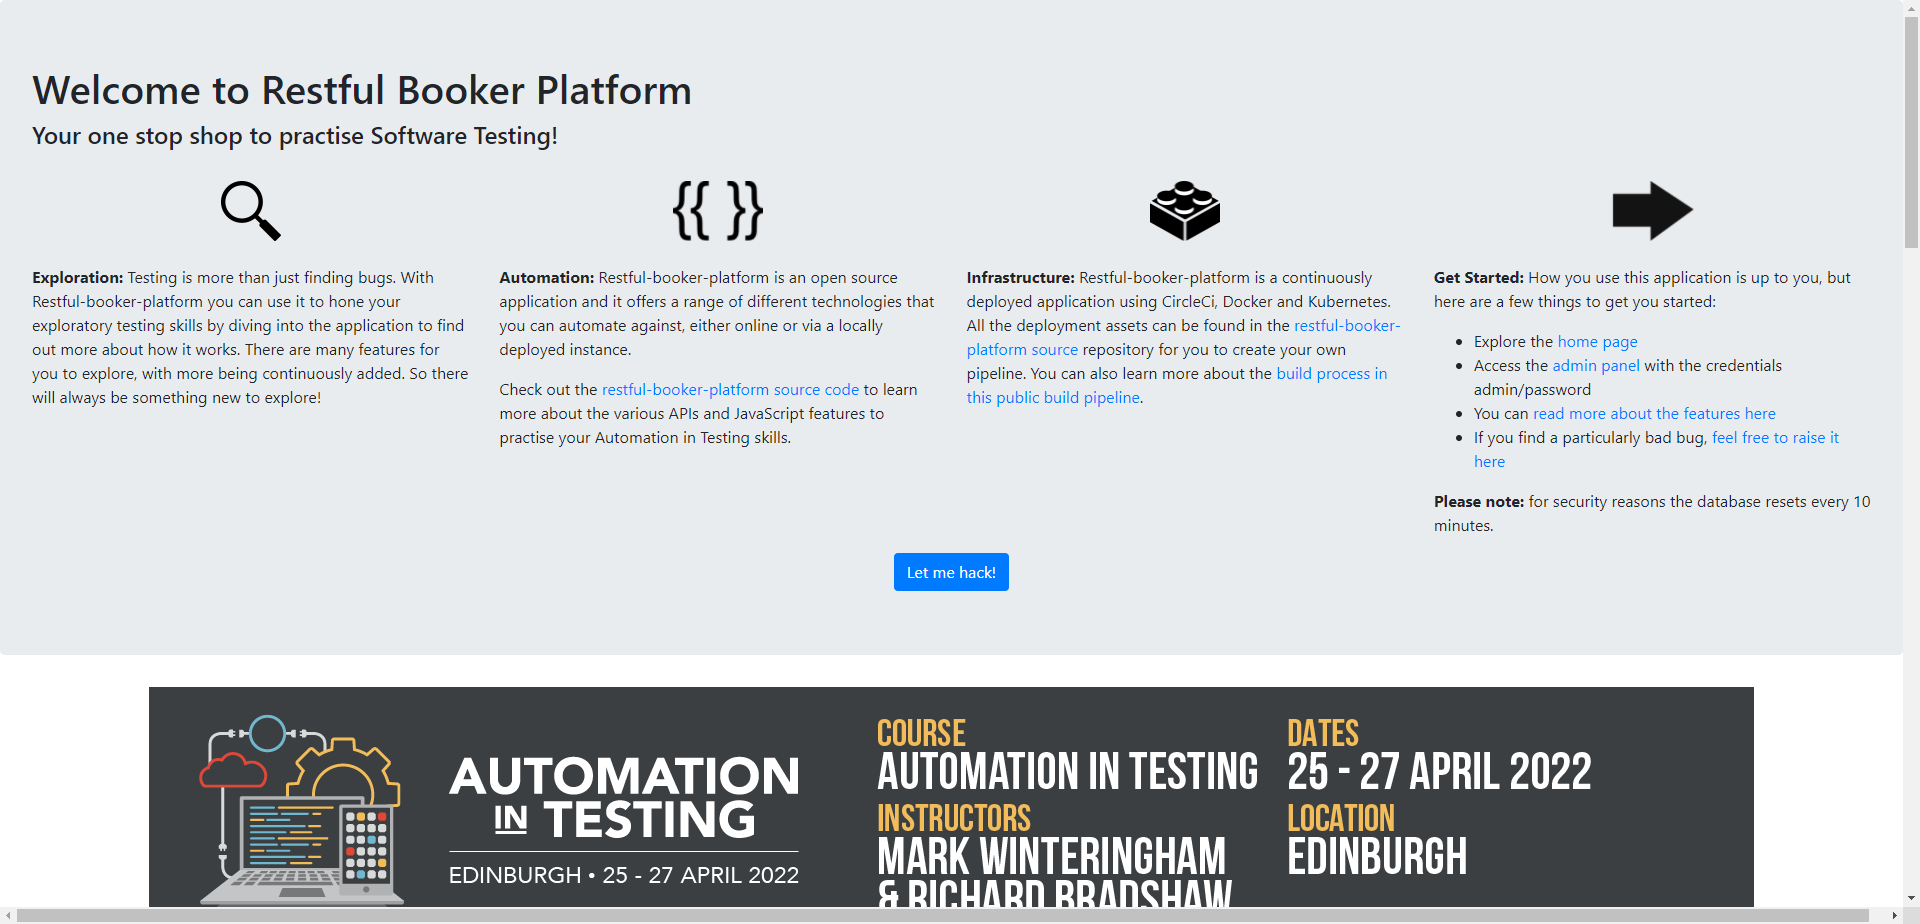 Welcome to Restful Booker Platform
Your one stop shop to practise Software Testing!
{{ }}
Exploration: Testing is more than just finding bugs. With
Restful-booker-platform you can use it to hone your
exploratory testing skills by diving into the application to find
out more about how it works. There are many features for
you to explore, with more being continuously added. So there
will always be something new to explore!
Automation: Restful-booker-platform is an open source
application and it offers a range of different technologies that
you can automate against, either online or via a locally
deployed instance.
Check out the restful-booker-platform source code to learn
more about the various APIs and JavaScript features to
practise your Automation in Testing skills.
Infrastructure: Restful-booker-platform is a continuously
deployed application using CircleCi, Docker and Kubernetes.
All the deployment assets can be found in the restful-booker-
platform source repository for you to create your own
pipeline. You can also learn more about the build process in
this public build pipeline.
Get Started: How you use this application is up to you, but
here are a few things to get you started:
• Explore the home page
• Access the admin panel with the credentials
admin/password
• You can read more about the features here
• If you find a particularly bad bug, feel free to raise it
here
Please note: for security reasons the database resets every 10
minutes.
Let me hack!
AUTOMATION
IN TESTING
EDINBURGH • 25 - 27 APRIL 2022
COURSE
AUTOMATION IN TESTING
INSTRUCTORS
MARK WINTERINGHAM
& RICHARD BRADSHAW
DATES
25 - 27 APRIL 2022
LOCATION
EDINBURGH